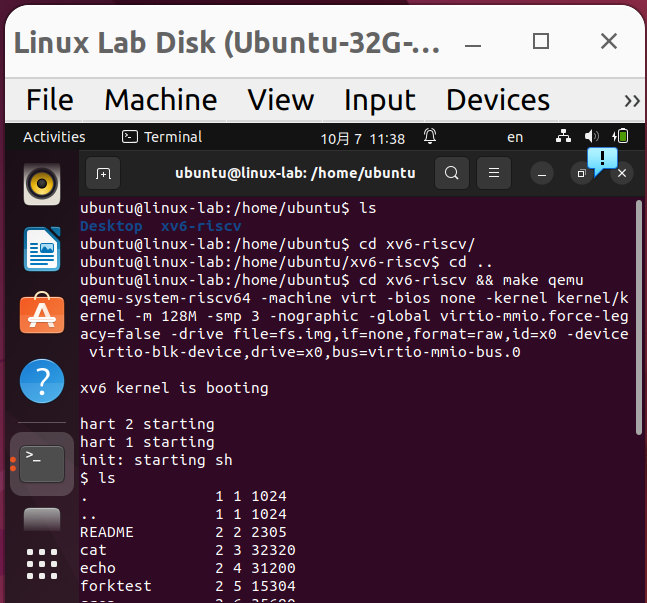 Linux Lab Disk (Ubuntu-32G-...
File Machine View Input Devices »
Activities Terminal 10月 7 11:38 en
ubuntu@linux-lab: /home/ubuntu
ubuntu@linux-lab:/home/ubuntu$ ls
Desktop xv6-riscv
ubuntu@linux-lab:/home/ubuntu$ cd xv6-riscv/
ubuntu@linux-lab:/home/ubuntu/xv6-riscv$ cd ..
ubuntu@linux-lab:/home/ubuntu$ cd xv6-riscv && make qemu
qemu-system-riscv64 -machine virt -bios none -kernel kernel/k
ernel -m 128M -smp 3 -nographic -global virtio-mmio.force-leg
acy=false -drive file=fs.img,if=none,format=raw,id=x0 -device
virtio-blk-device,drive=x0,bus=virtio-mmio-bus.0
xv6 kernel is booting
hart 2 starting
hart 1 starting
init: starting sh
$ ls
. 1 1 1024
.. 1 1 1024
README 2 2 2305
cat 2 3 32320
echo 2 4 31200
forktest 2 5 15304